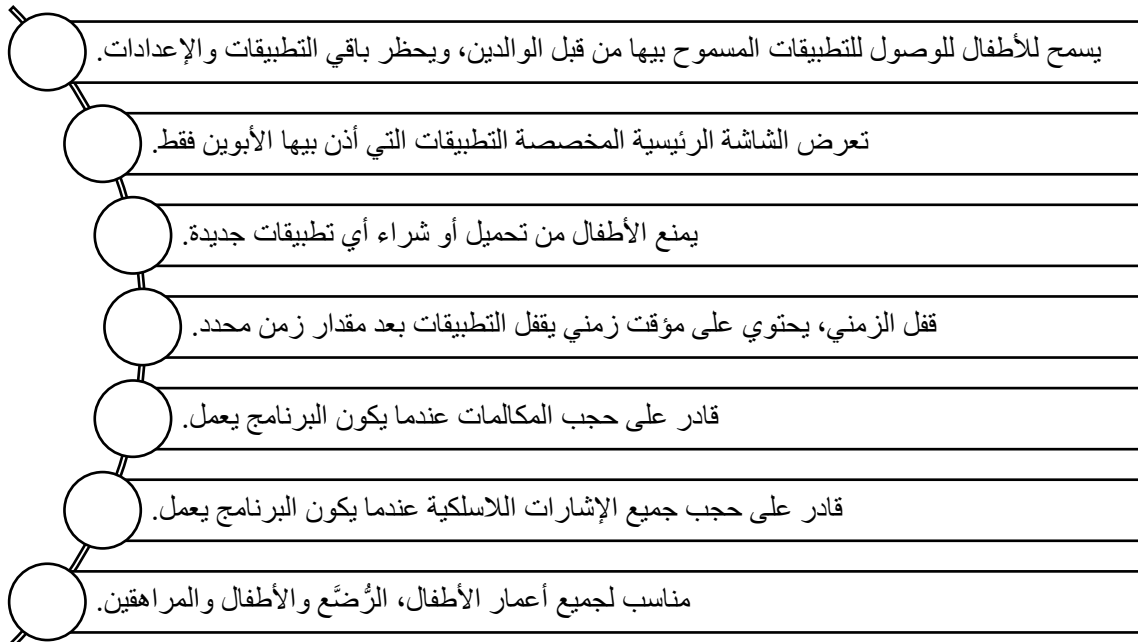 يسمح للأطفال للوصول للتطبيقات المسموح بيها من قبل الوالدين، ويحظر باقي التطبيقات والإعدادات.
تعرض الشاشة الرئيسية المخصصة التطبيقات التي أذن بيها الأبوين فقط.
يمنع الأطفال من تحميل أو شراء أي تطبيقات جديدة.
قفل الزمني، يحتوي على مؤقت زمني يقفل التطبيقات بعد مقدار زمن محدد.
قادر على حجب المكالمات عندما يكون البرنامج يعمل.
قادر على حجب جميع الإشارات اللاسلكية عندما يكون البرنامج يعمل.
مناسب لجميع أعمار الأطفال، الرُّضَّع والأطفال والمراهقين.